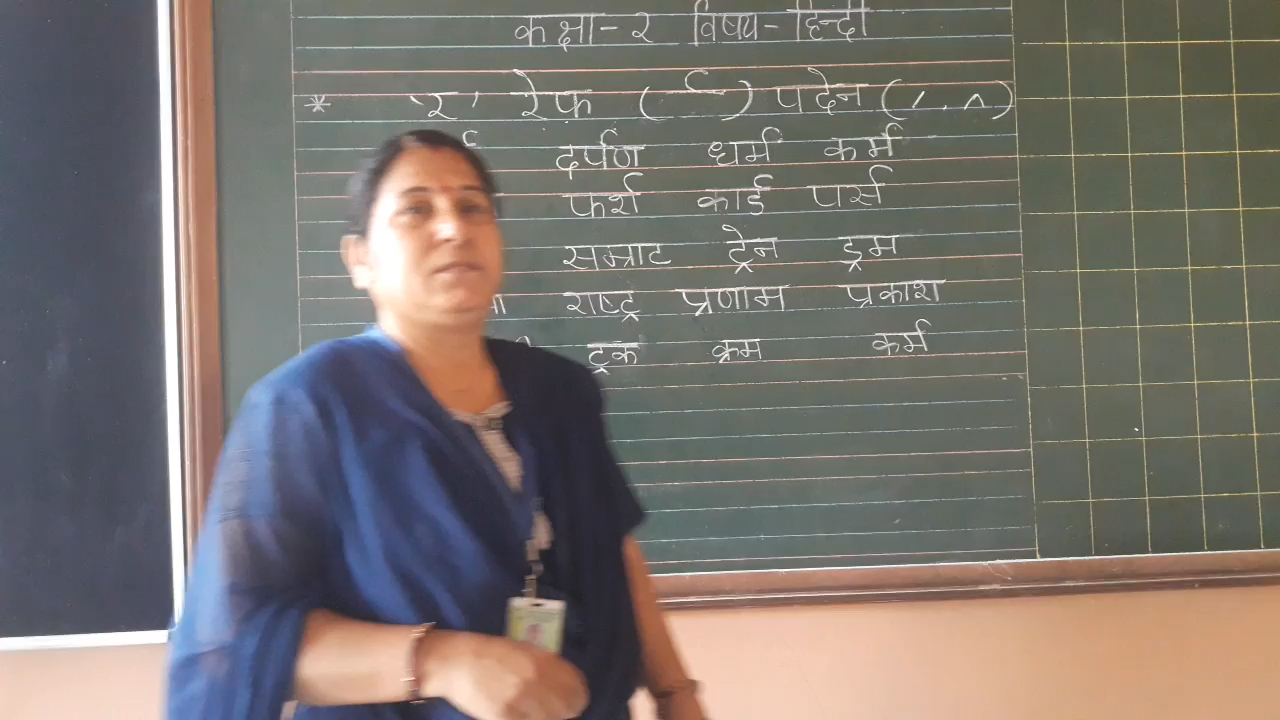 कक्षा- २ विषय- हिन्दी
* 'र' रेफ ( र्‍ ) पदेन ( ्र . ^ )
दर्पण धर्म कर्म
फर्श कार्ड पर्स
सम्राट ट्रेन ड्रम
राष्ट्र प्रणाम प्रकाश
ट्रक क्रम कर्म